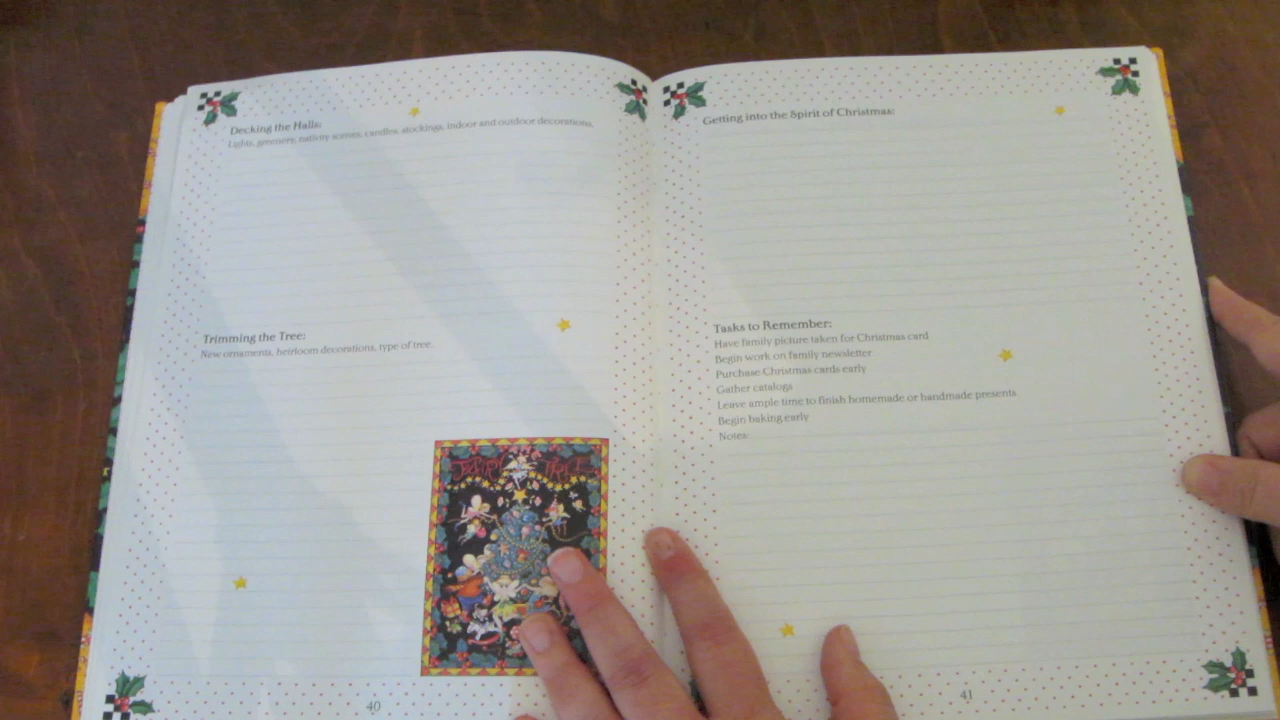 Decking the Halls:
Lights, greenery, nativity scenes, candles, stockings, indoor and outdoor decorations.
Trimming the Tree:
New ornaments, heirloom decorations, type of tree.
FAIRY TREE
40
Getting into the Spirit of Christmas:
Tasks to Remember:
Have family picture taken for Christmas card
Begin work on family newsletter
Purchase Christmas cards early
Gather catalogs
Leave ample time to finish homemade or handmade presents
Begin baking early
Notes:
41